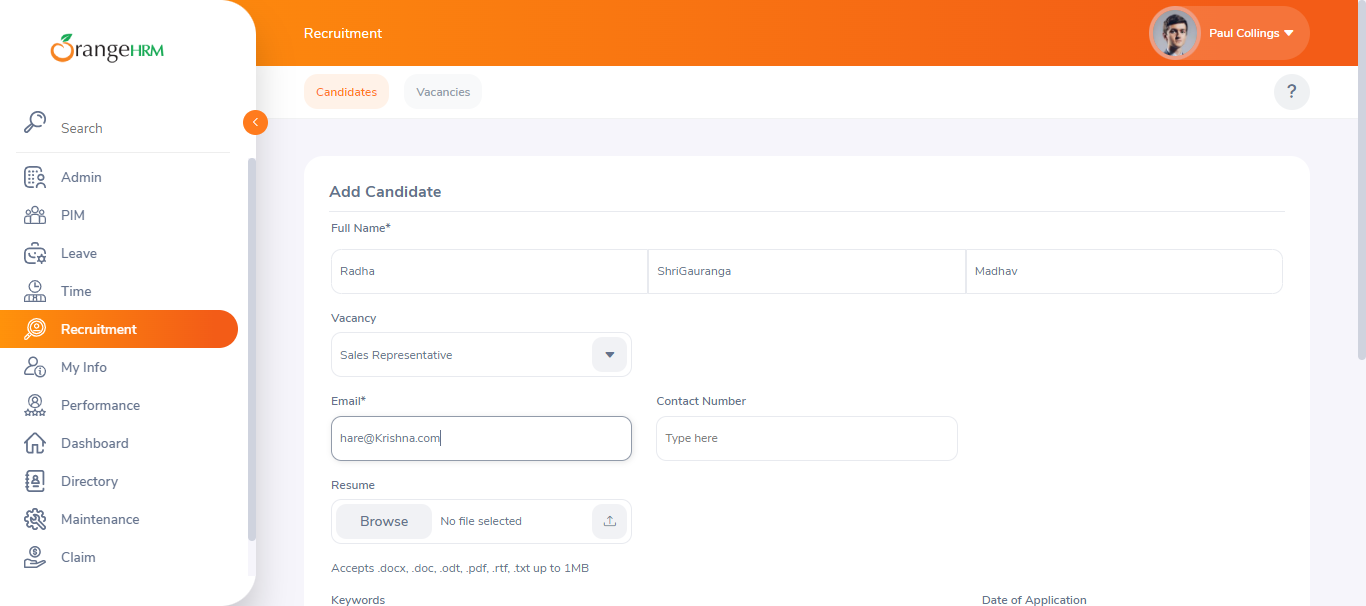 OrangeHRM
Recruitment
Paul Collings
Candidates
Vacancies
?
Search
Admin
PIM
Leave
Time
Recruitment
My Info
Performance
Dashboard
Directory
Maintenance
Claim
Add Candidate
Full Name*
Radha
ShriGauranga
Madhav
Vacancy
Sales Representative
Email*
Contact Number
hare@Krishna.com
Type here
Resume
Browse
No file selected
Accepts .docx, .doc, .odt, .pdf, .rtf, .txt up to 1MB
Keywords
Date of Application